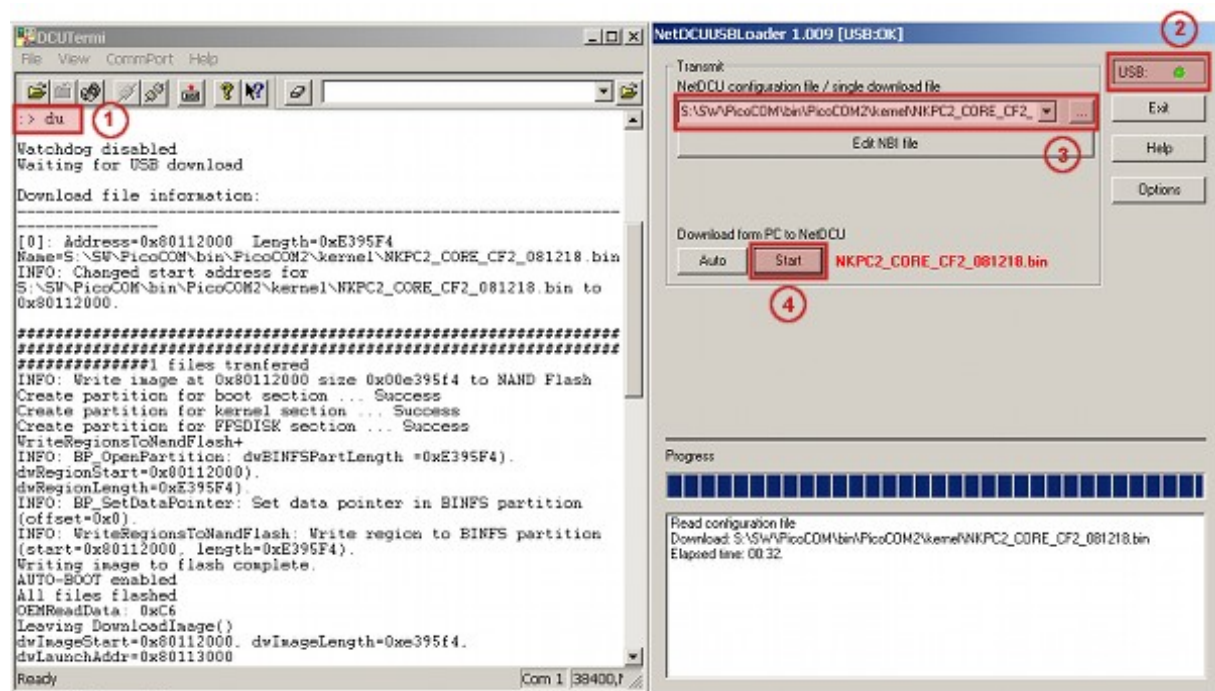 DCUTermi
File View CommPort Help
:> du
1
Watchdog disabled
Waiting for USB download
Download file information:
[0]: Address=0x80112000 Length=0xE395F4
Name=S:\SW\PicoCOM\bin\PicoCOM2\kernel\NKPC2_CORE_CF2_081218.bin
INFO: Changed start address for
S:\SW\PicoCOM\bin\PicoCOM2\kernel\NKPC2_CORE_CF2_081218.bin to
0x80112000.
######################################################################
######################################################################
###############1 files tranfered
INFO: Write image at 0x80112000 size 0x00e395f4 to NAND Flash
Create partition for boot section ... Success
Create partition for kernel section ... Success
Create partition for FFSDISK section ... Success
WriteRegionsToNandFlash+
INFO: BP_OpenPartition: dwBINFSPartLength =0xE395F4).
dwRegionStart=0x80112000).
dwRegionLength=0xE395F4).
INFO: BP_SetDataPointer: Set data pointer in BINFS partition
(offset=0x0).
INFO: WriteRegionsToNandFlash: Write region to BINFS partition
(start=0x80112000, length=0xE395F4).
Writing image to flash complete.
AUTO-BOOT enabled
All files flashed
OEMReadData: 0xC6
Leaving DownloadImage()
dwImageStart=0x80112000, dwImageLength=0xe395f4,
dwLaunchAddr=0x80113000
Ready
Com 1 38400,
NetDCUUSBLoader 1.009 [USB:OK]
2
Transmit
USB:
NetDCU configuration file / single download file
S:\SW\PicoCOM\bin\PicoCOM2\kernel\NKPC2_CORE_CF2_ ...
Exit
Edit NBI file
3
Help
Options
Download form PC to NetDCU
Auto Start NKPC2_CORE_CF2_081218.bin
4
Progress
Read configuration file
Download: S:\SW\PicoCOM\bin\PicoCOM2\kernel\NKPC2_CORE_CF2_081218.bin
Elapsed time: 00:32.